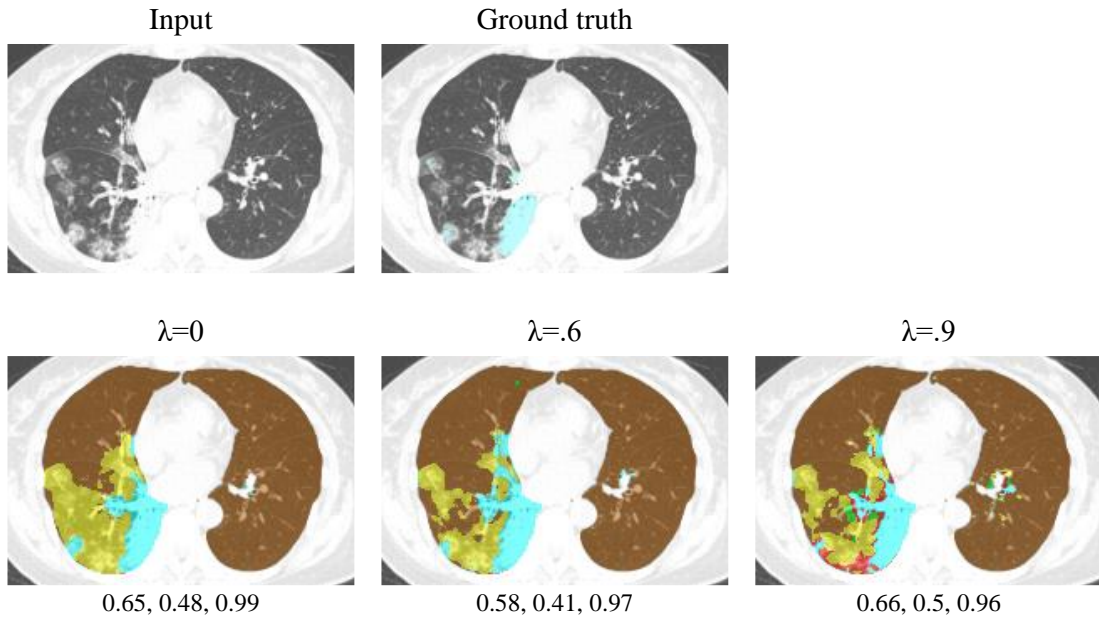 Input
Ground truth
λ=0
λ=.6
λ=.9
0.65, 0.48, 0.99
0.58, 0.41, 0.97
0.66, 0.5, 0.96